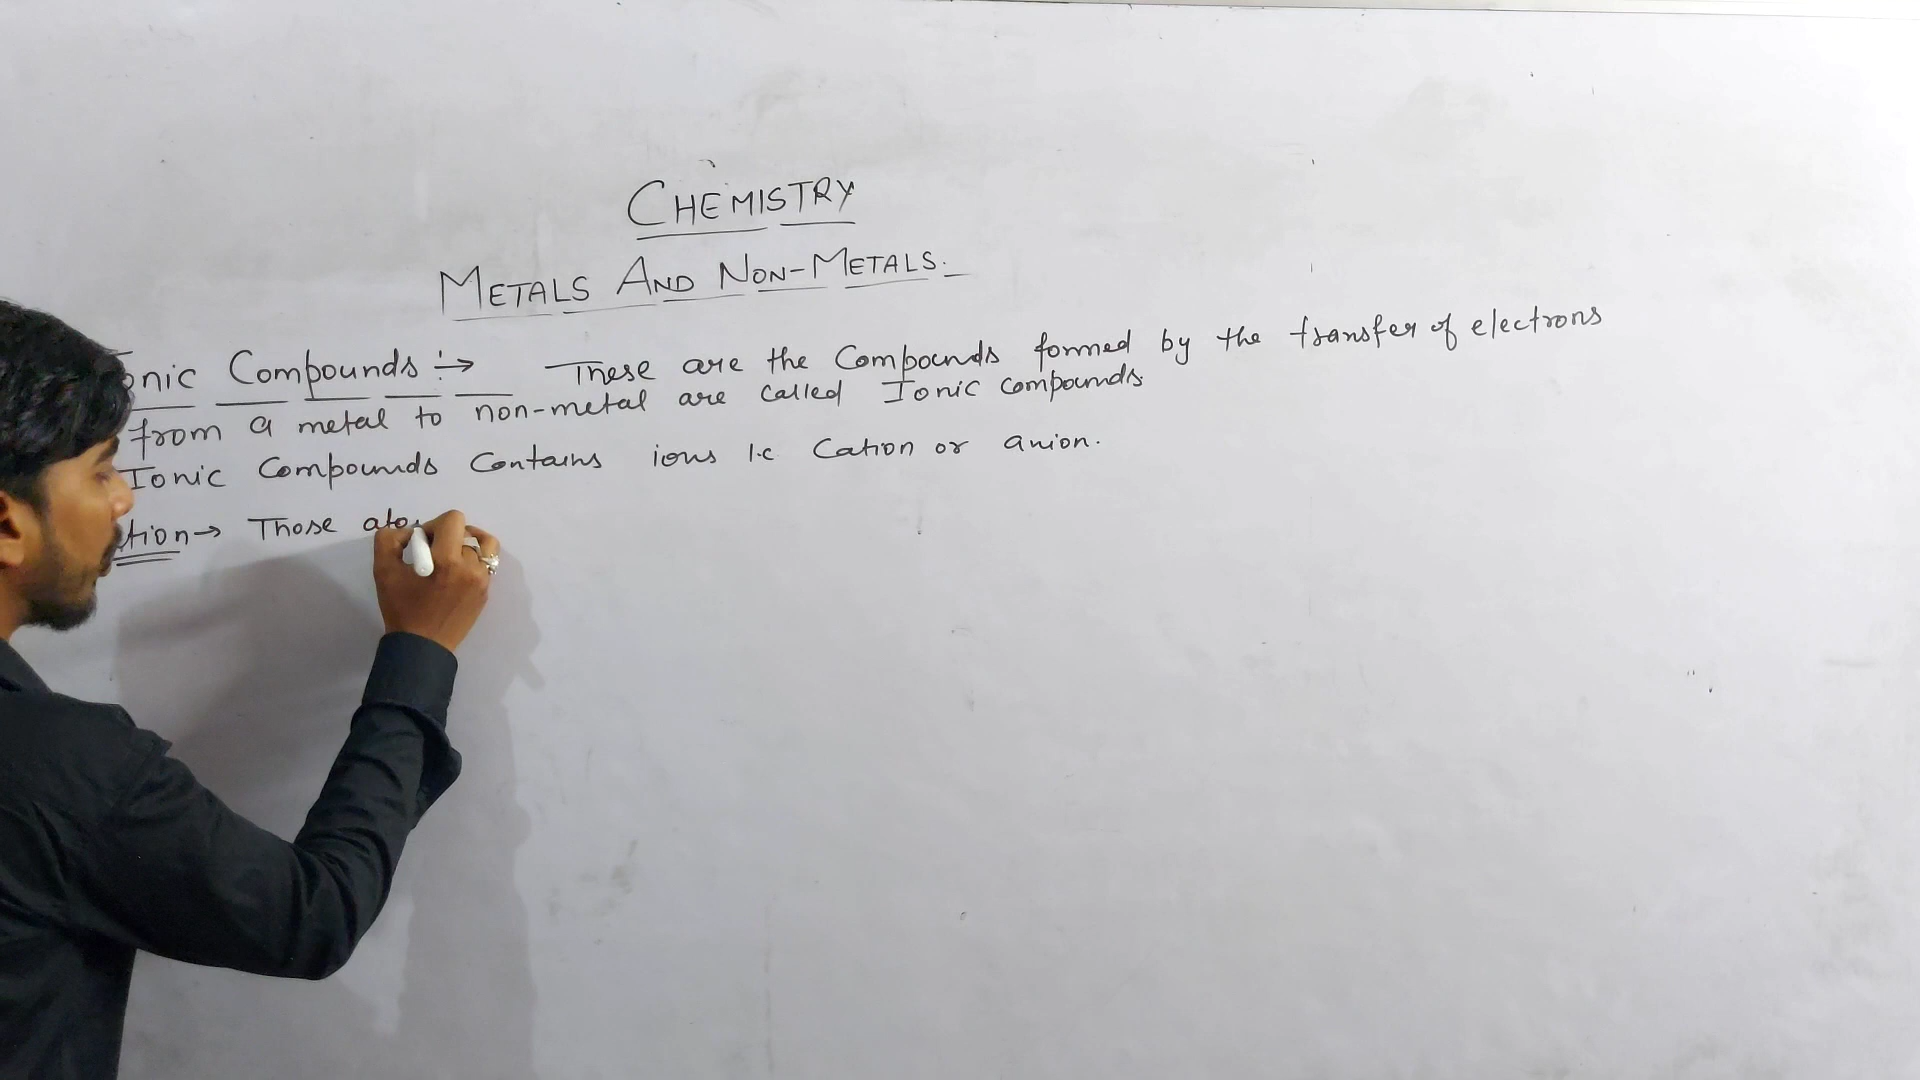 CHEMISTRY
METALS AND NON-METALS.
Ionic Compounds :→ These are the Compounds formed by the transfer of electrons
from a metal to non-metal are called Ionic compounds.
Ionic Compounds Contains ions i.e Cation or anion.
tion → Those